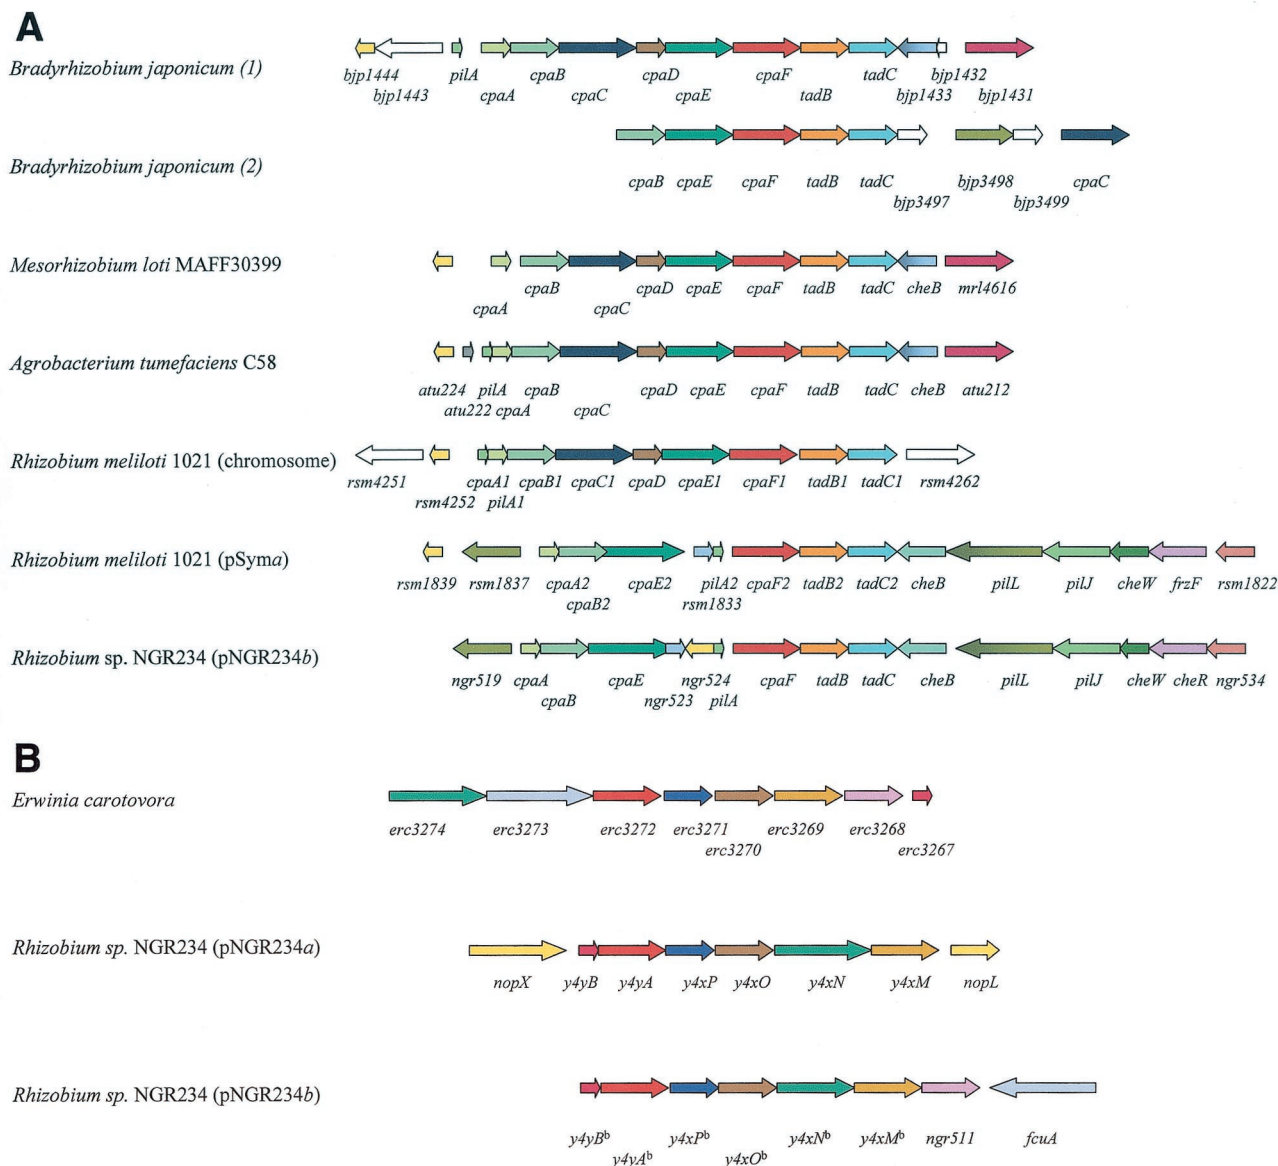 A
Bradyrhizobium japonicum (1)
bjp1444 pilA cpaB cpaD cpaF tadC bjp1432
bjp1443 cpaA cpaC cpaE tadB bjp1433 bjp1431
Bradyrhizobium japonicum (2)
cpaB cpaE cpaF tadB tadC bjp3498 cpaC
bjp3497 bjp3499
Mesorhizobium loti MAFF30399
cpaB cpaD cpaE cpaF tadB tadC cheB mrl4616
cpaA cpaC
Agrobacterium tumefaciens C58
atu224 pilA cpaB cpaD cpaE cpaF tadB tadC cheB atu212
atu222 cpaA cpaC
Rhizobium meliloti 1021 (chromosome)
rsm4251 cpaA1 cpaB1 cpaC1 cpaD cpaE1 cpaF1 tadB1 tadC1 rsm4262
rsm4252 pilA1
Rhizobium meliloti 1021 (pSyma)
rsm1839 rsm1837 cpaA2 cpaE2 pilA2 cpaF2 tadB2 tadC2 cheB pilL pilJ cheW frzF rsm1822
cpaB2 rsm1833
Rhizobium sp. NGR234 (pNGR234b)
ngr519 cpaA cpaE ngr524 cpaF tadB tadC cheB pilL pilJ cheW cheR ngr534
cpaB ngr523 pilA
B
Erwinia carotovora
erc3274 erc3273 erc3272 erc3271 erc3269 erc3268
erc3270 erc3267
Rhizobium sp. NGR234 (pNGR234a)
nopX y4yB y4yA y4xP y4xO y4xN y4xM nopL
Rhizobium sp. NGR234 (pNGR234b)
y4yBᵇ y4xPᵇ y4xNᵇ y4xMᵇ ngr511 fcuA
y4yAᵇ y4xOᵇ